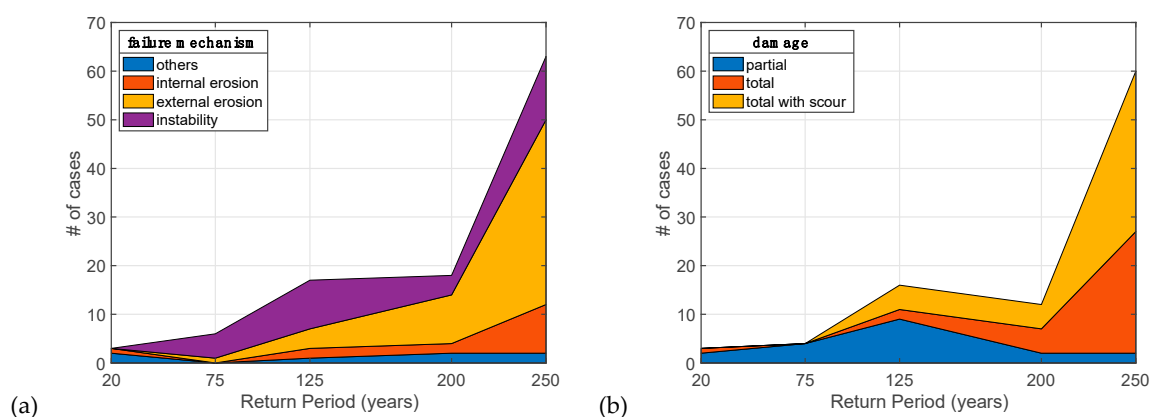 failure mechanism
others
internal erosion
external erosion
instability
70
60
50
40
30
20
10
0
# of cases
20 75 125 200 250
Return Period (years)
(a)
damage
partial
total
total with scour
70
60
50
40
30
20
10
0
# of cases
20 75 125 200 250
Return Period (years)
(b)